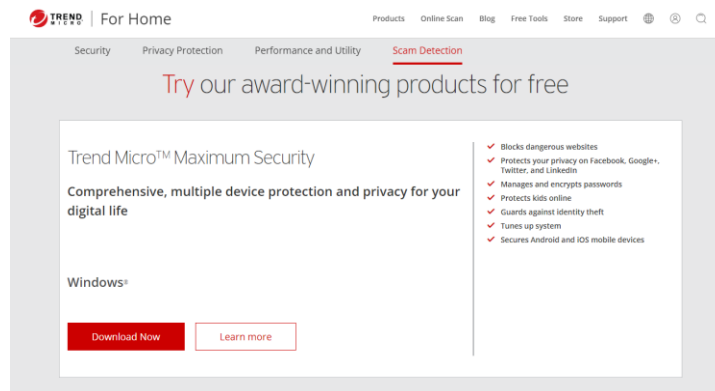 TREND MICRO For Home
Products Online Scan Blog Free Tools Store Support
Security Privacy Protection Performance and Utility Scam Detection
Try our award-winning products for free
Trend Micro™ Maximum Security
Comprehensive, multiple device protection and privacy for your
digital life
Windows®
Download Now Learn more
Blocks dangerous websites
Protects your privacy on Facebook, Google+,
Twitter, and LinkedIn
Manages and encrypts passwords
Protects kids online
Guards against identity theft
Tunes up system
Secures Android and iOS mobile devices